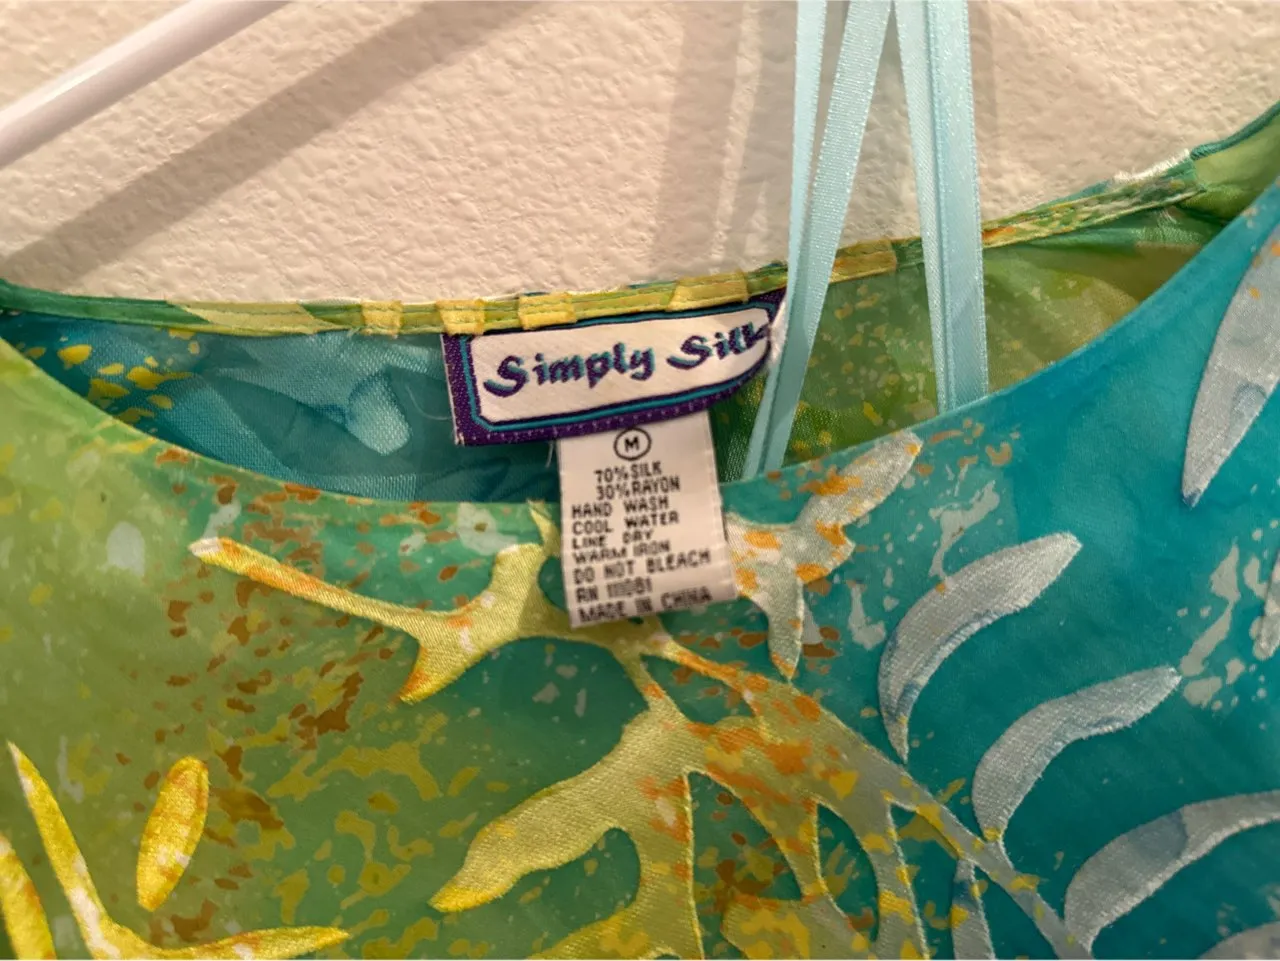 Simply Silk
M
70% SILK
30% RAYON
HAND WASH
COOL WATER
LINE DRY
WARM IRON
DO NOT BLEACH
RN 111081
MADE IN CHINA